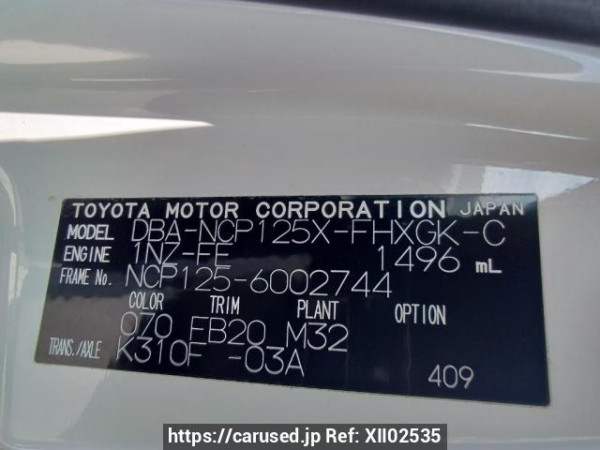 TOYOTA MOTOR CORPORATION JAPAN
MODEL DBA-NCP125X-FHXGK-C
ENGINE 1NZ-FE 1496 mL
FRAME No. NCP125-6002744
COLOR TRIM PLANT OPTION
070 FB20 M32
TRANS./AXLE K310F -03A
409
https://carused.jp Ref: XII02535